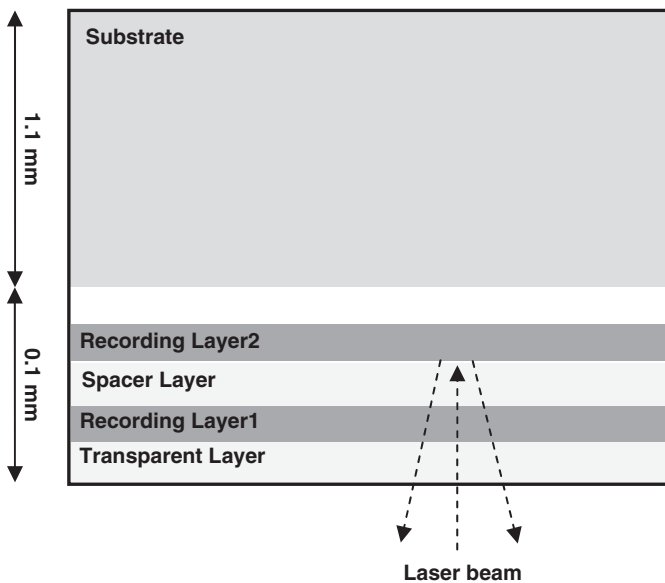 Substrate
1.1 mm
Recording Layer2
Spacer Layer
0.1 mm
Recording Layer1
Transparent Layer
Laser beam